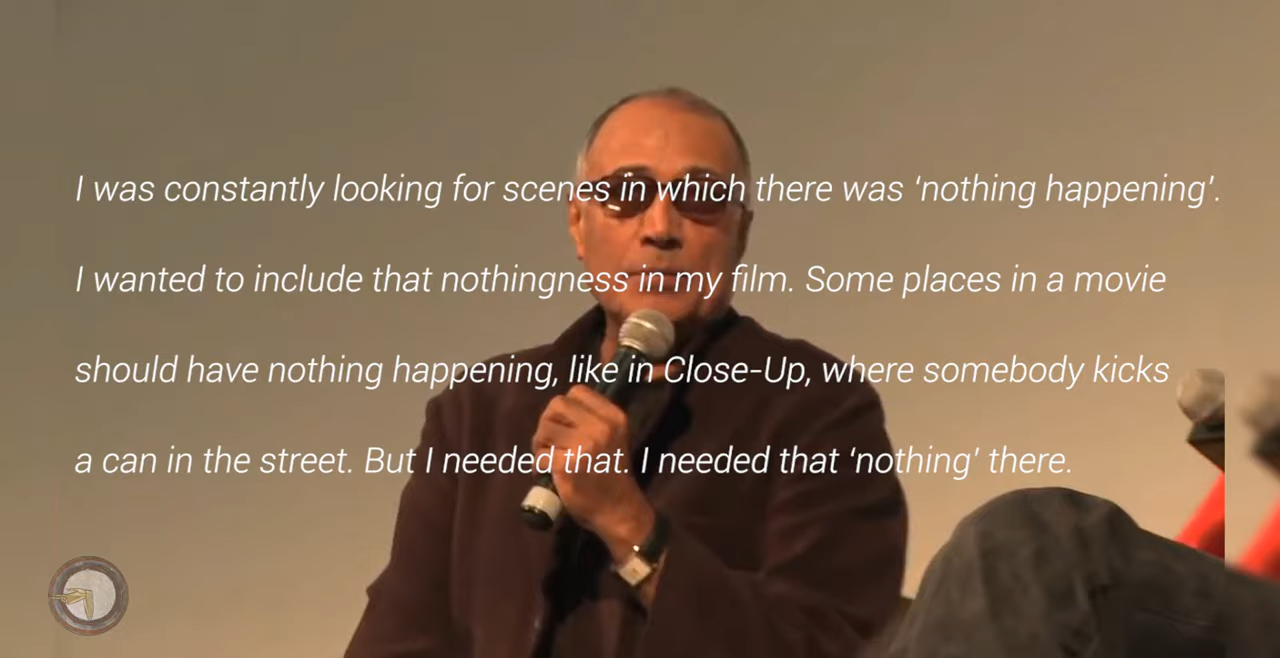 I was constantly looking for scenes in which there was ‘nothing happening’.
I wanted to include that nothingness in my film. Some places in a movie
should have nothing happening, like in Close-Up, where somebody kicks
a can in the street. But I needed that. I needed that ‘nothing’ there.